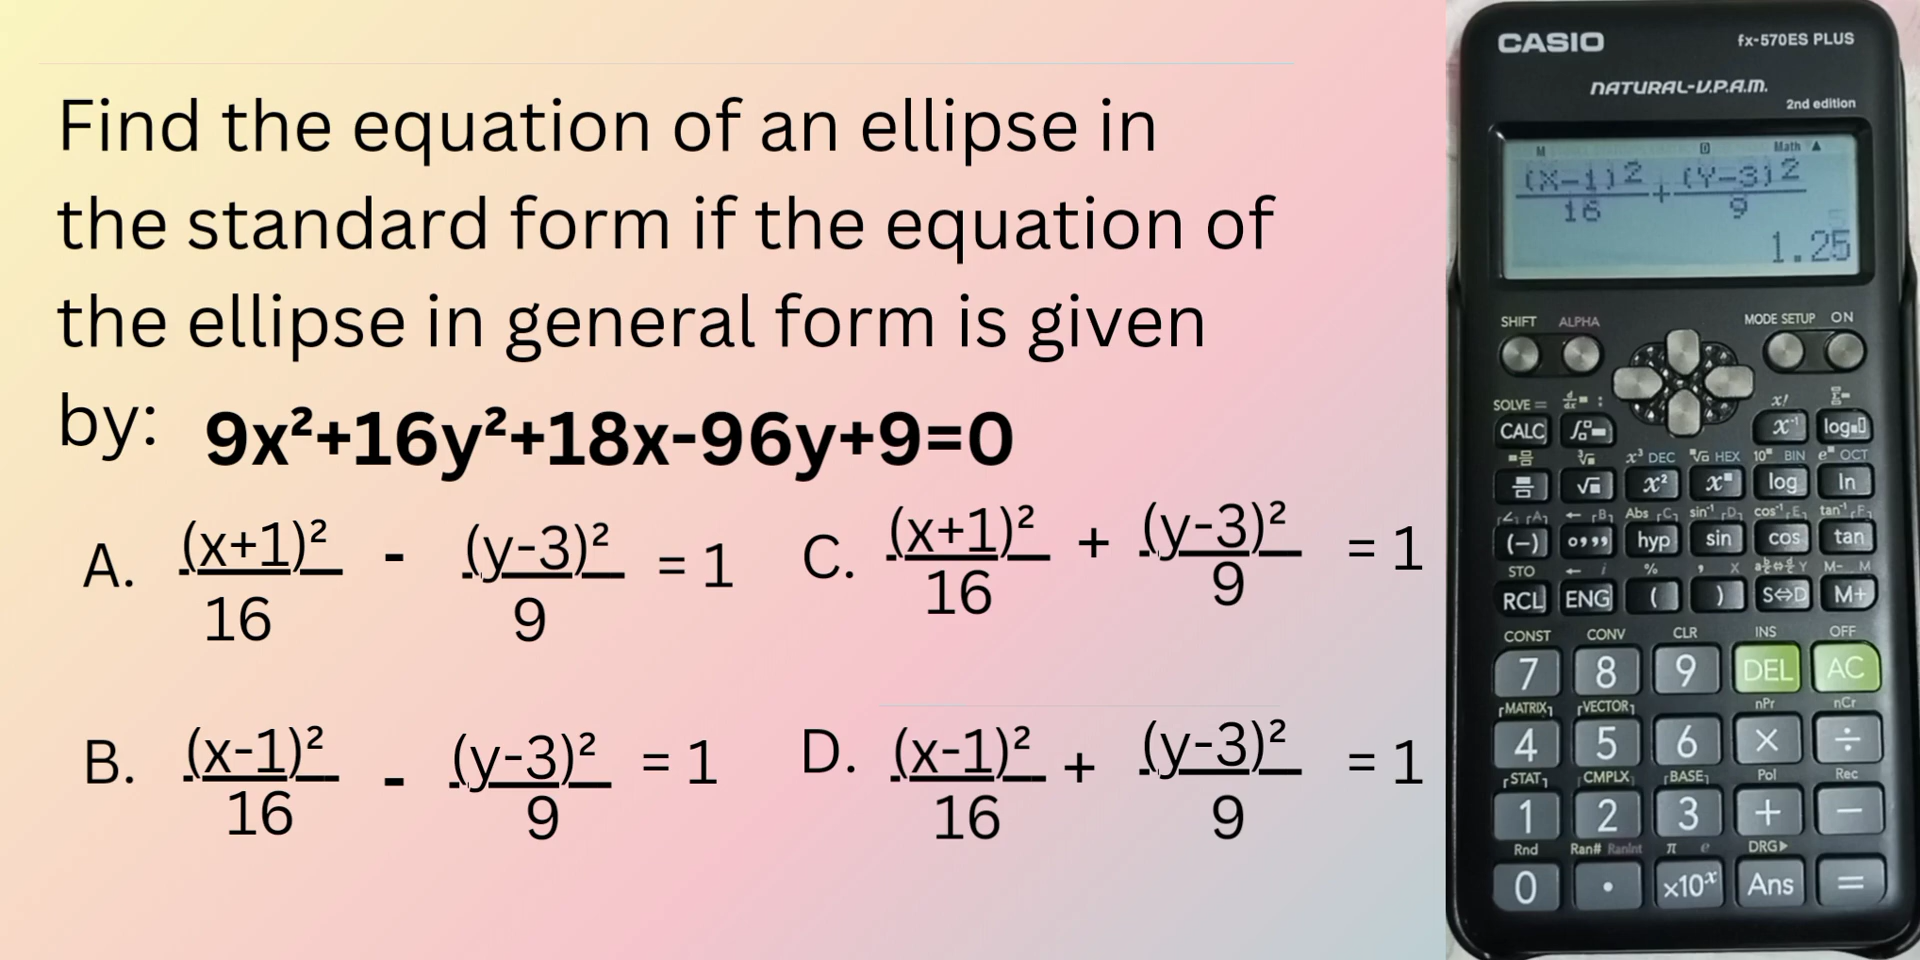 Find the equation of an ellipse in
the standard form if the equation of
the ellipse in general form is given
by: 9x²+16y²+18x-96y+9=0
A. (x+1)²/16 - (y-3)²/9 = 1
C. (x+1)²/16 + (y-3)²/9 = 1
B. (x-1)²/16 - (y-3)²/9 = 1
D. (x-1)²/16 + (y-3)²/9 = 1
CASIO fx-570ES PLUS
NATURAL-V.P.A.M.
2nd edition
M D Math ▲
(X-1)²/16 + (Y-3)²/9
1.25
SHIFT ALPHA MODE SETUP ON
SOLVE = d/dx = : x! Σ=
CALC ∫ x⁻¹ log
³√ x³ DEC √ HEX 10■ BIN e■ OCT
√■ x² x■ log ln
∠ A ← B Abs C sin⁻¹ D cos⁻¹ E tan⁻¹ F
(−) °,,, hyp sin cos tan
STO ← i % , X a b/c⇔d/c Y M- M
RCL ENG ( ) S⇔D M+
CONST CONV CLR INS OFF
7 8 9 DEL AC
MATRIX VECTOR nPr nCr
4 5 6 × ÷
STAT CMPLX BASE Pol Rec
1 2 3 + −
Rnd Ran# RanInt π e DRG▶
0 . ×10ˣ Ans =